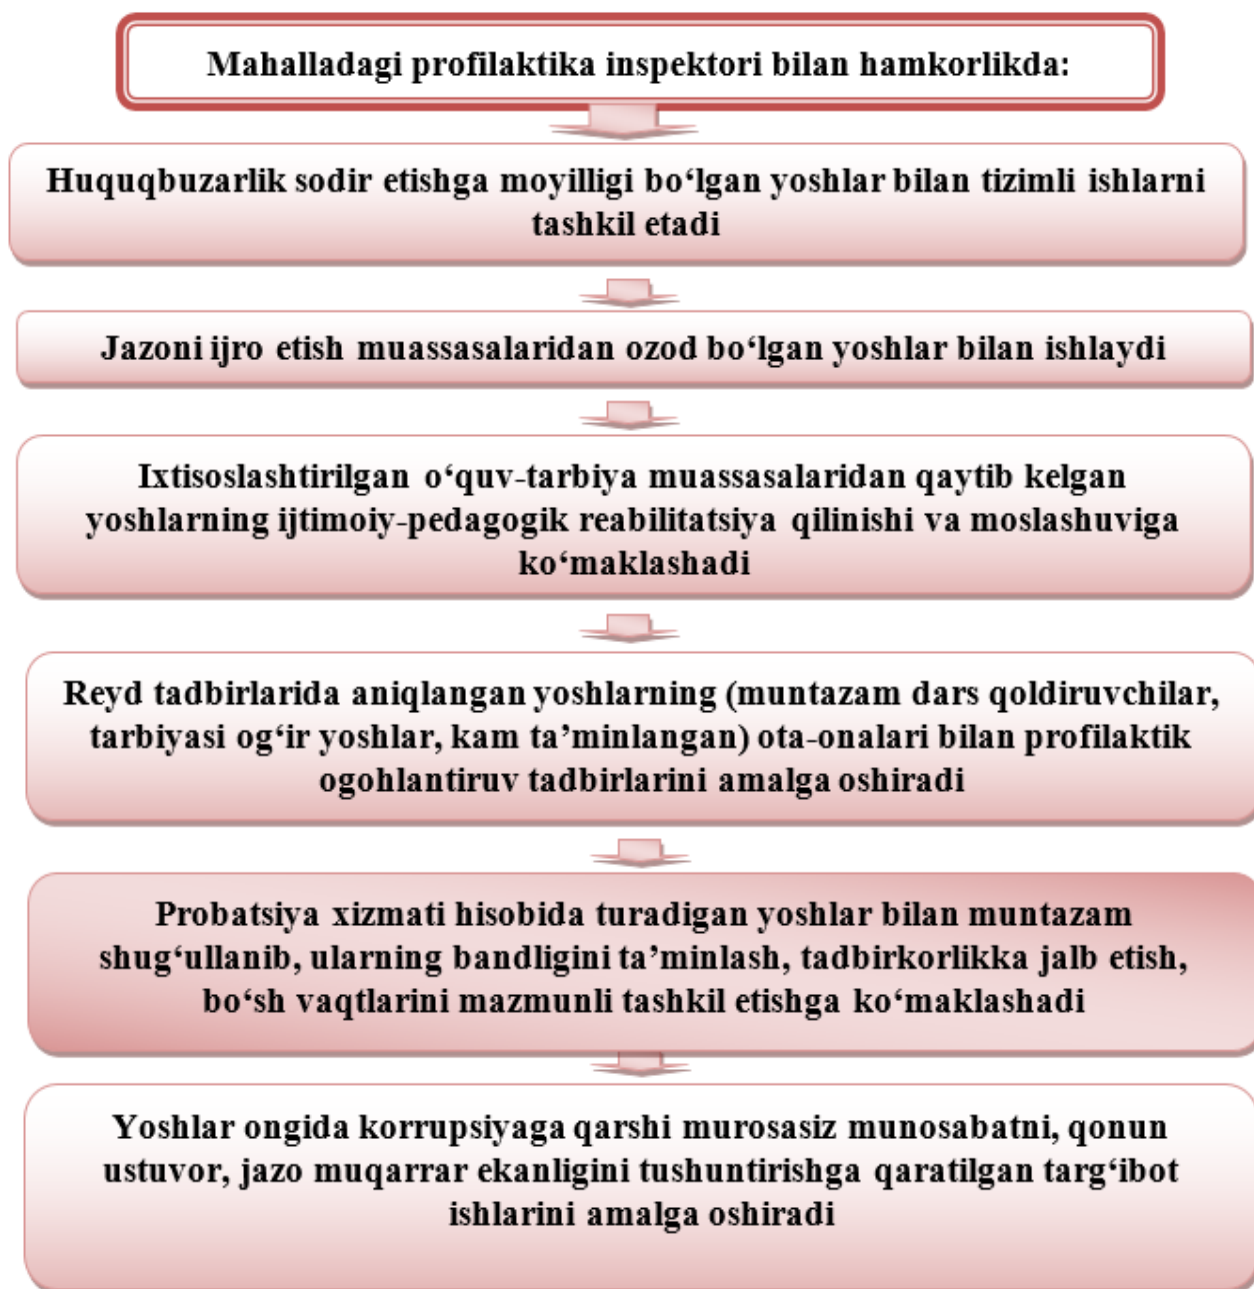 Mahalladagi profilaktika inspektori bilan hamkorlikda:
Huquqbuzarlik sodir etishga moyilligi bo‘lgan yoshlar bilan tizimli ishlarni
tashkil etadi
Jazoni ijro etish muassasalaridan ozod bo‘lgan yoshlar bilan ishlaydi
Ixtisoslashtirilgan o‘quv-tarbiya muassasalaridan qaytib kelgan
yoshlarning ijtimoiy-pedagogik reabilitatsiya qilinishi va moslashuviga
ko‘maklashadi
Reyd tadbirlarida aniqlangan yoshlarning (muntazam dars qoldiruvchilar,
tarbiyasi og‘ir yoshlar, kam ta’minlangan) ota-onalari bilan profilaktik
ogohlantiruv tadbirlarini amalga oshiradi
Probatsiya xizmati hisobida turadigan yoshlar bilan muntazam
shug‘ullanib, ularning bandligini ta’minlash, tadbirkorlikka jalb etish,
bo‘sh vaqtlarini mazmunli tashkil etishga ko‘maklashadi
Yoshlar ongida korrupsiyaga qarshi murosasiz munosabatni, qonun
ustuvor, jazo muqarrar ekanligini tushuntirishga qaratilgan targ‘ibot
ishlarini amalga oshiradi